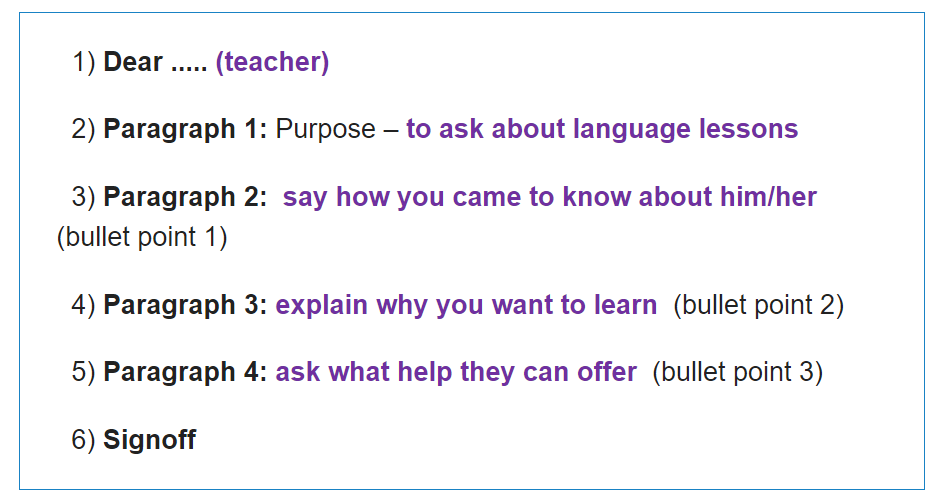 1) Dear ..... (teacher)
2) Paragraph 1: Purpose – to ask about language lessons
3) Paragraph 2: say how you came to know about him/her
(bullet point 1)
4) Paragraph 3: explain why you want to learn (bullet point 2)
5) Paragraph 4: ask what help they can offer (bullet point 3)
6) Signoff